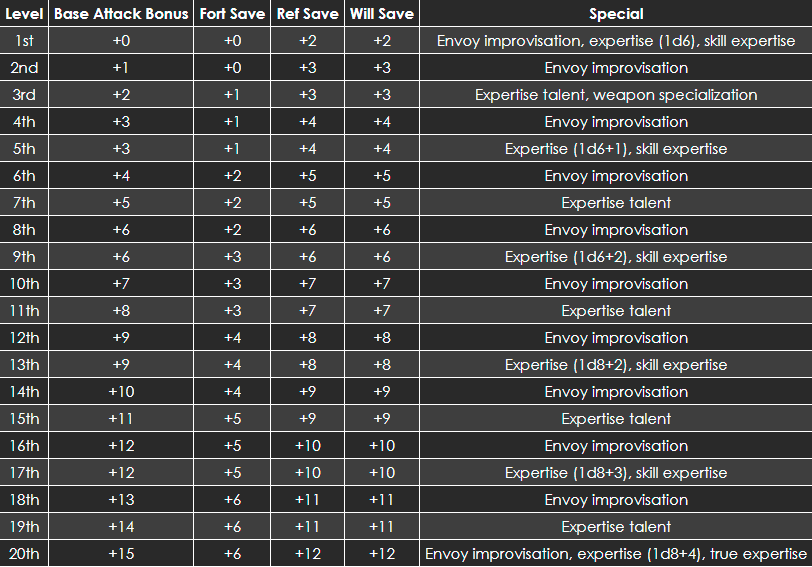 Level Base Attack Bonus Fort Save Ref Save Will Save Special
1st +0 +0 +2 +2 Envoy improvisation, expertise (1d6), skill expertise
2nd +1 +0 +3 +3 Envoy improvisation
3rd +2 +1 +3 +3 Expertise talent, weapon specialization
4th +3 +1 +4 +4 Envoy improvisation
5th +3 +1 +4 +4 Expertise (1d6+1), skill expertise
6th +4 +2 +5 +5 Envoy improvisation
7th +5 +2 +5 +5 Expertise talent
8th +6 +2 +6 +6 Envoy improvisation
9th +6 +3 +6 +6 Expertise (1d6+2), skill expertise
10th +7 +3 +7 +7 Envoy improvisation
11th +8 +3 +7 +7 Expertise talent
12th +9 +4 +8 +8 Envoy improvisation
13th +9 +4 +8 +8 Expertise (1d8+2), skill expertise
14th +10 +4 +9 +9 Envoy improvisation
15th +11 +5 +9 +9 Expertise talent
16th +12 +5 +10 +10 Envoy improvisation
17th +12 +5 +10 +10 Expertise (1d8+3), skill expertise
18th +13 +6 +11 +11 Envoy improvisation
19th +14 +6 +11 +11 Expertise talent
20th +15 +6 +12 +12 Envoy improvisation, expertise (1d8+4), true expertise